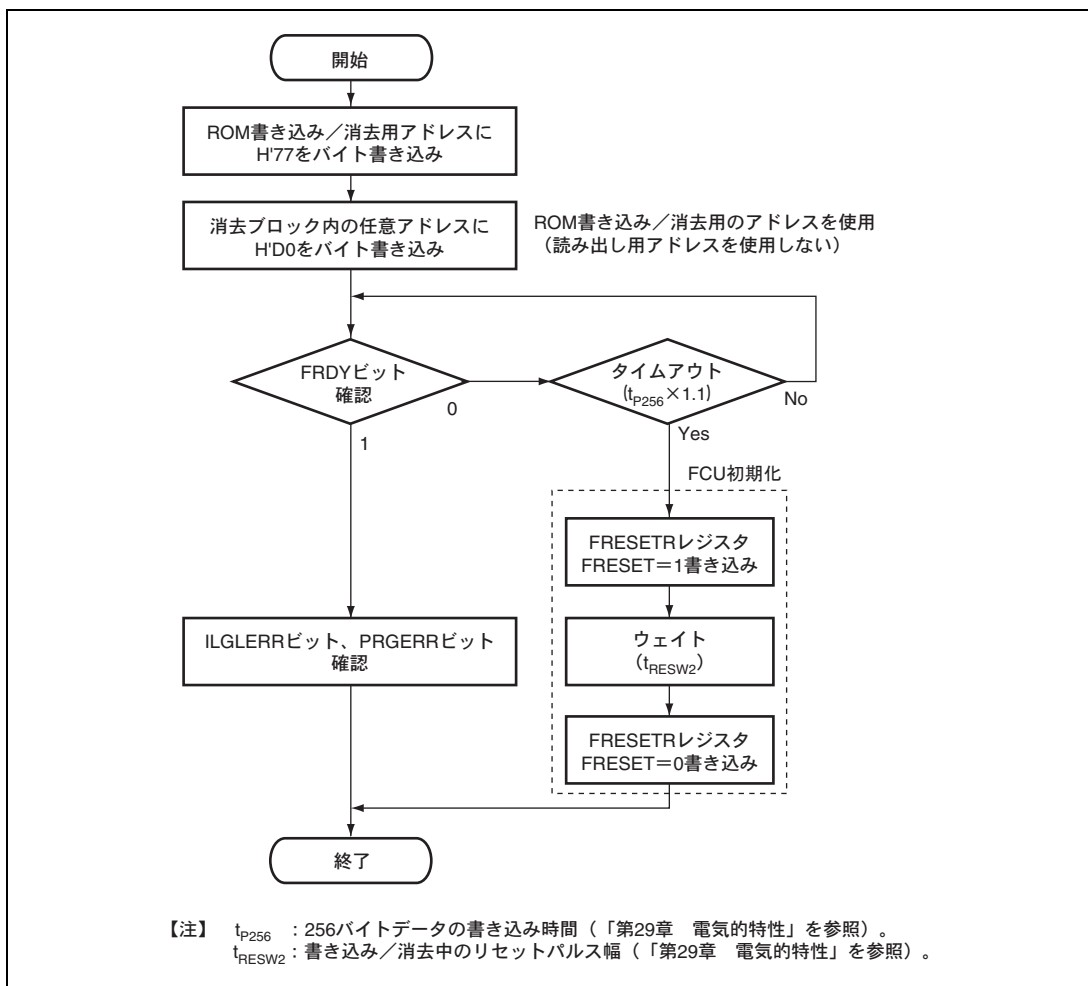 開始
ROM書き込み／消去用アドレスに
H'77をバイト書き込み
消去ブロック内の任意アドレスに
H'D0をバイト書き込み
ROM書き込み／消去用のアドレスを使用
（読み出し用アドレスを使用しない）
FRDYビット
確認
0
1
タイムアウト
(tP256×1.1)
No
Yes
FCU初期化
FRESETRレジスタ
FRESET＝1書き込み
ウェイト
（tRESW2）
FRESETRレジスタ
FRESET＝0書き込み
ILGLERRビット、PRGERRビット
確認
終了
【注】 tP256 ：256バイトデータの書き込み時間（「第29章 電気的特性」を参照）。
tRESW2：書き込み／消去中のリセットパルス幅（「第29章 電気的特性」を参照）。